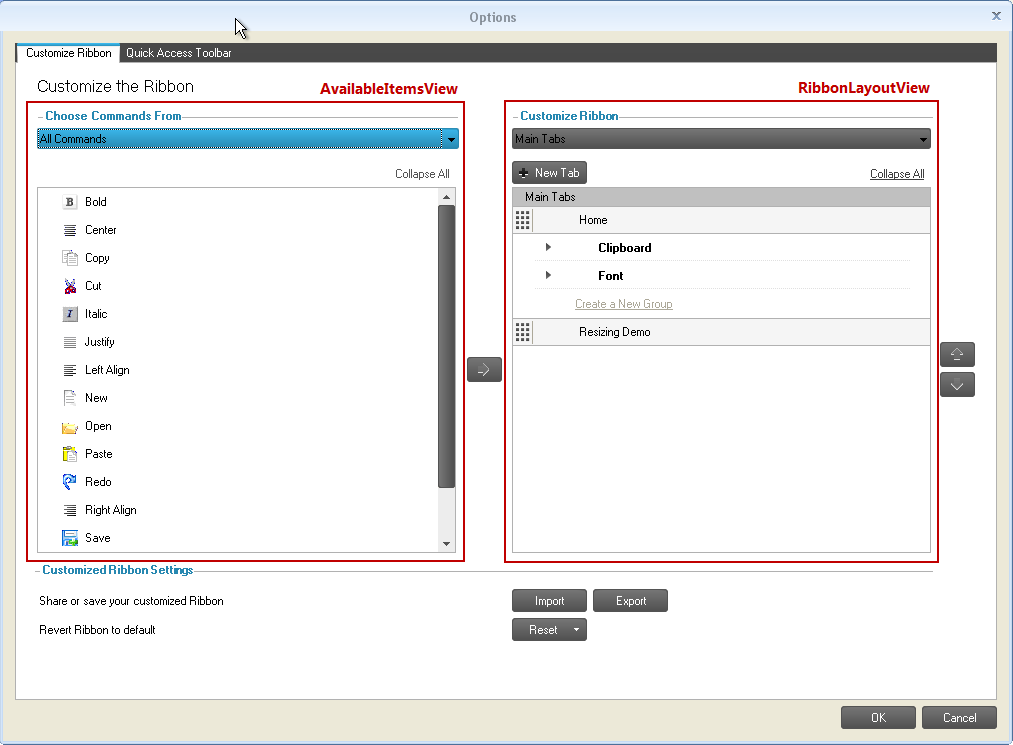 Options
Customize Ribbon
Quick Access Toolbar
Customize the Ribbon
AvailableItemsView
RibbonLayoutView
Choose Commands From
All Commands
Collapse All
B Bold
Center
Copy
Cut
I Italic
Justify
Left Align
New
Open
Paste
Redo
Right Align
Save
Customize Ribbon
Main Tabs
New Tab
Collapse All
Main Tabs
Home
Clipboard
Font
Create a New Group
Resizing Demo
Customized Ribbon Settings
Share or save your customized Ribbon
Import
Export
Revert Ribbon to default
Reset
OK
Cancel